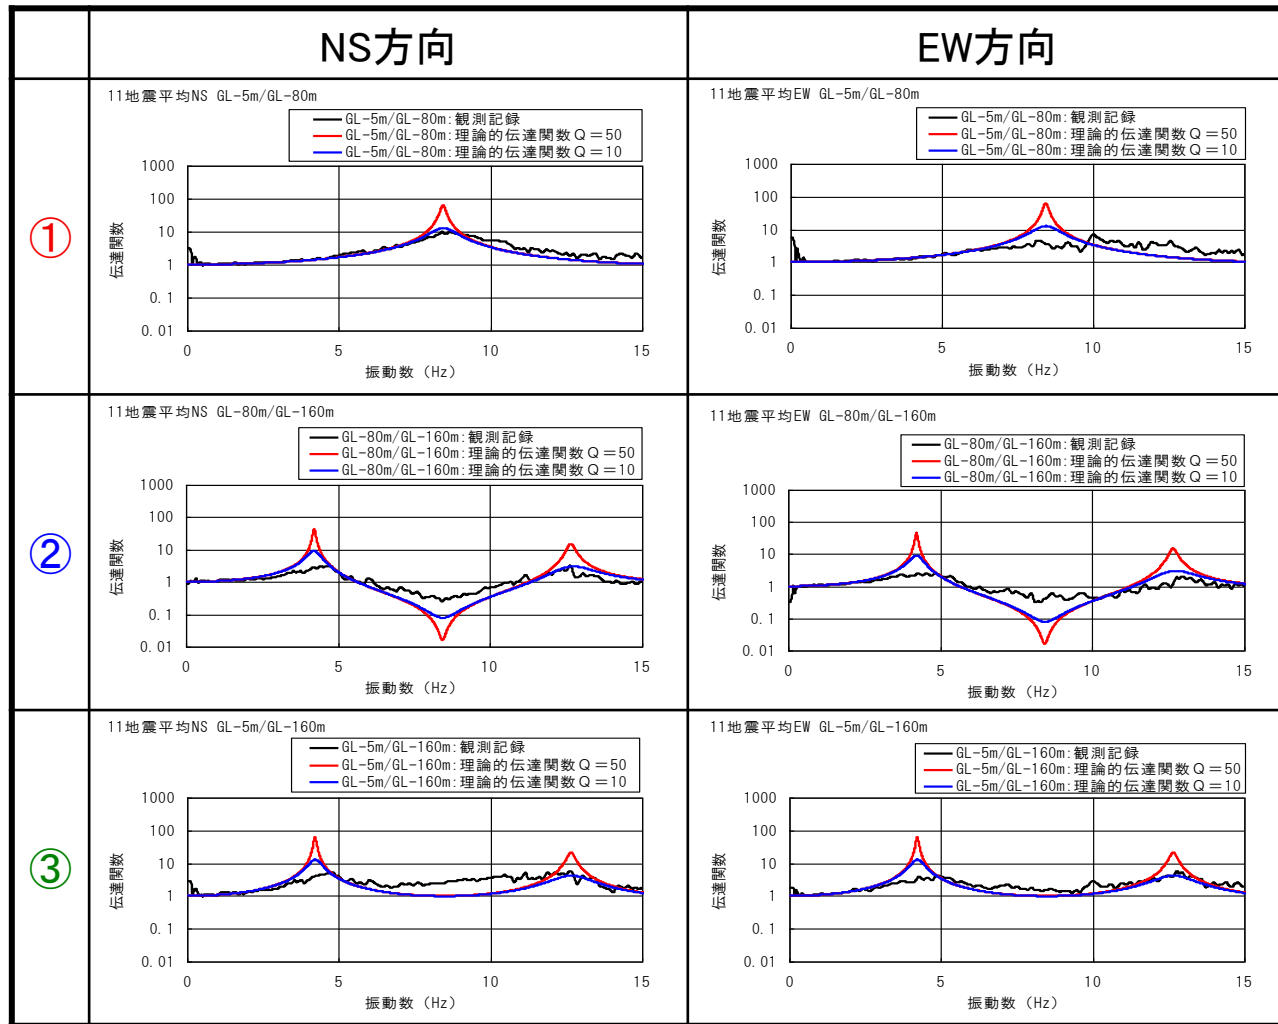 NS方向
EW方向
①
11地震平均NS GL-5m/GL-80m
GL-5m/GL-80m:観測記録
GL-5m/GL-80m:理論的伝達関数Q=50
GL-5m/GL-80m:理論的伝達関数Q=10
伝達関数
1000
100
10
1
0.1
0.01
0
5
10
15
振動数 (Hz)
11地震平均EW GL-5m/GL-80m
GL-5m/GL-80m:観測記録
GL-5m/GL-80m:理論的伝達関数Q=50
GL-5m/GL-80m:理論的伝達関数Q=10
伝達関数
1000
100
10
1
0.1
0.01
0
5
10
15
振動数 (Hz)
②
11地震平均NS GL-80m/GL-160m
GL-80m/GL-160m:観測記録
GL-80m/GL-160m:理論的伝達関数Q=50
GL-80m/GL-160m:理論的伝達関数Q=10
伝達関数
1000
100
10
1
0.1
0.01
0
5
10
15
振動数 (Hz)
11地震平均EW GL-80m/GL-160m
GL-80m/GL-160m:観測記録
GL-80m/GL-160m:理論的伝達関数Q=50
GL-80m/GL-160m:理論的伝達関数Q=10
伝達関数
1000
100
10
1
0.1
0.01
0
5
10
15
振動数 (Hz)
③
11地震平均NS GL-5m/GL-160m
GL-5m/GL-160m:観測記録
GL-5m/GL-160m:理論的伝達関数Q=50
GL-5m/GL-160m:理論的伝達関数Q=10
伝達関数
1000
100
10
1
0.1
0.01
0
5
10
15
振動数 (Hz)
11地震平均EW GL-5m/GL-160m
GL-5m/GL-160m:観測記録
GL-5m/GL-160m:理論的伝達関数Q=50
GL-5m/GL-160m:理論的伝達関数Q=10
伝達関数
1000
100
10
1
0.1
0.01
0
5
10
15
振動数 (Hz)